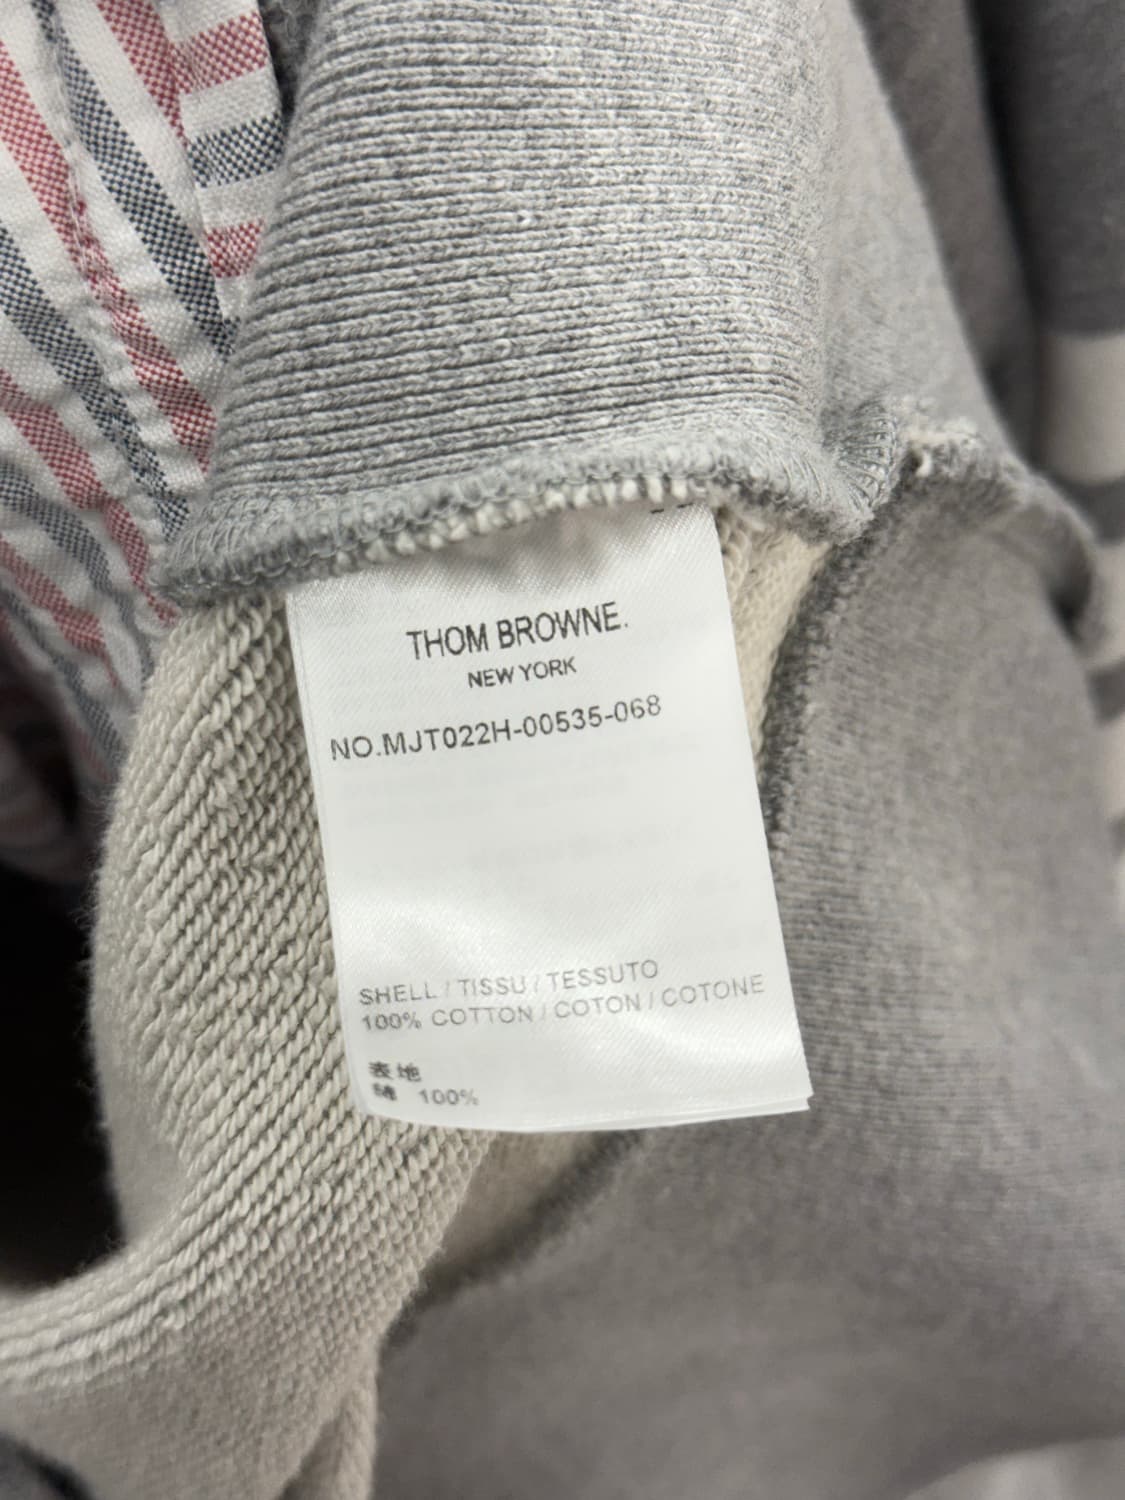 THOM BROWNE.
NEW YORK
NO.MJT022H-00535-068
SHELL / TISSU / TESSUTO
100% COTTON / COTON / COTONE
表地
綿 100%